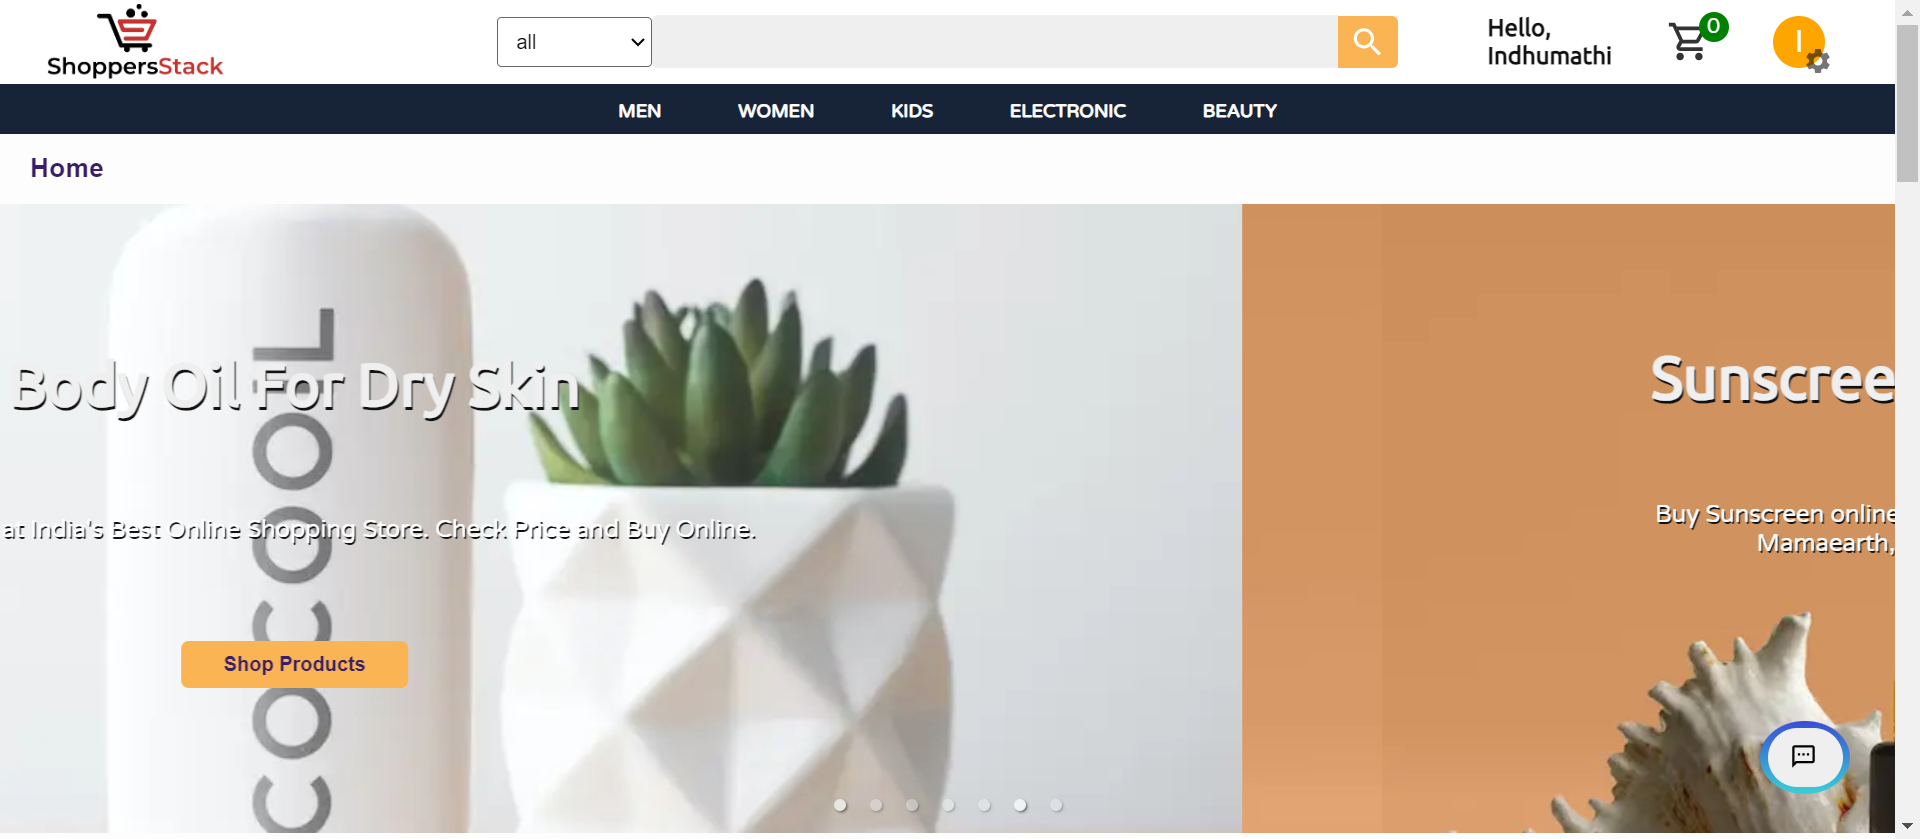 ShoppersStack
all
Hello,
Indhumathi
0
I
MEN WOMEN KIDS ELECTRONIC BEAUTY
Home
COCOCOOIL
Body Oil For Dry Skin
at India's Best Online Shopping Store. Check Price and Buy Online.
Shop Products
Sunscree
Buy Sunscreen online
Mamaearth,